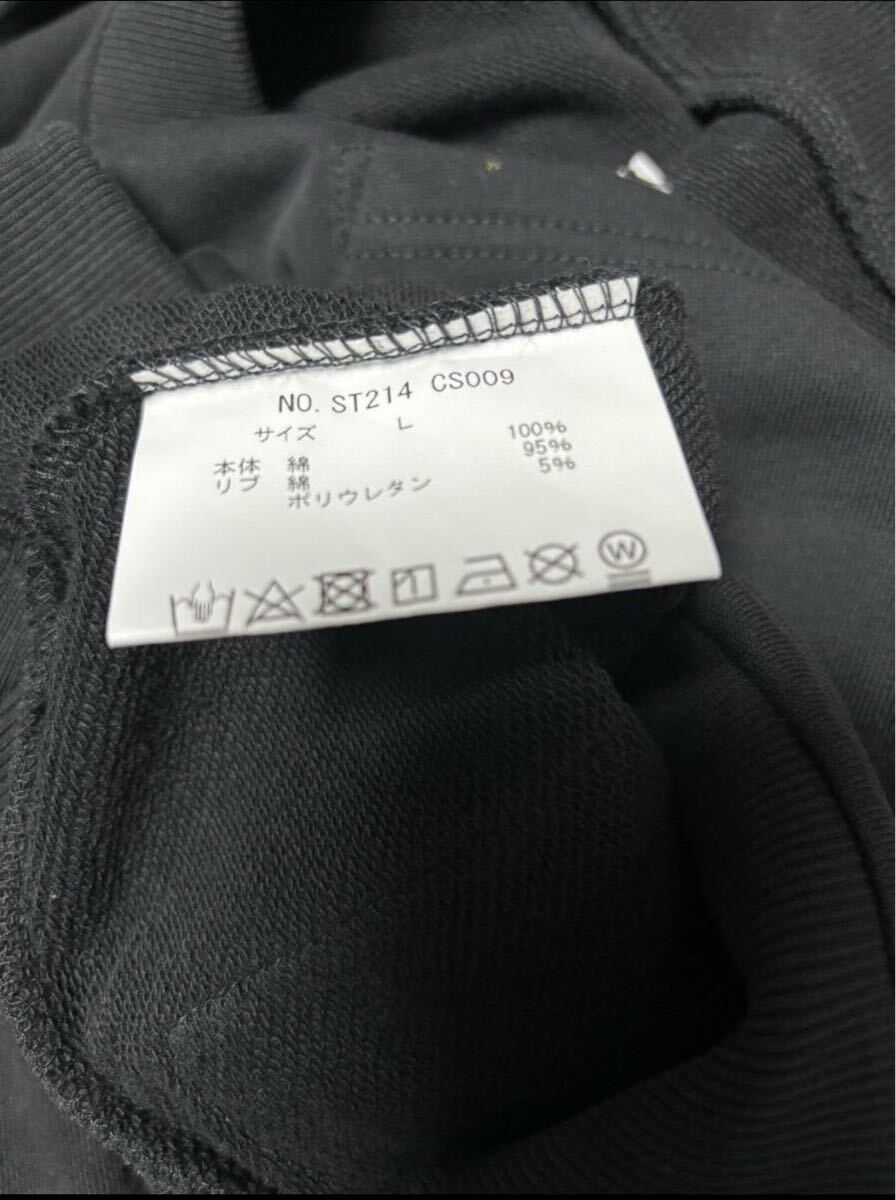 NO. ST214 CS009
サイズ L
本体 綿 100%
リブ 綿 95%
ポリウレタン 5%
W